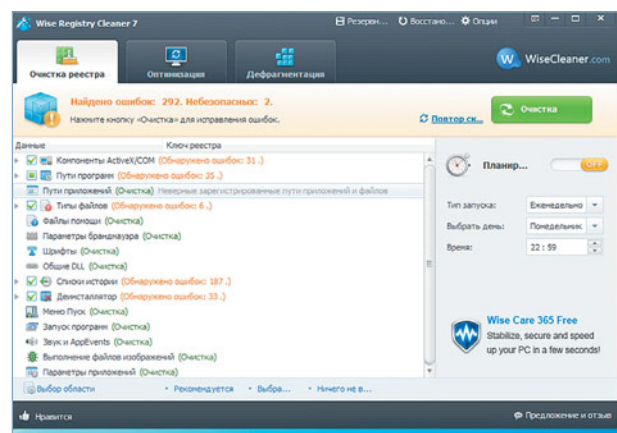 Wise Registry Cleaner 7
Резерон... Восстано... Опции
Очистка реестра Оптимизация Дефрагментация
WiseCleaner.com
Найдено ошибок: 292. Небезопасных: 2.
Нажмите кнопку «Очистка» для исправления ошибок.
Повтор ск...
Очистка
Данные Ключ реестра
Компоненты ActiveX/COM (Обнаружено ошибок: 31 .)
Пути программ (Обнаружено ошибок: 35 .)
Пути приложений (Очистка) Неверные зарегистрированные пути приложений и файлов
Типы файлов (Обнаружено ошибок: 6 .)
Файлы помощи (Очистка)
Параметры брандмауэра (Очистка)
Шрифты (Очистка)
Общие DLL (Очистка)
Списки истории (Обнаружено ошибок: 187 .)
Деинсталлятор (Обнаружено ошибок: 33 .)
Меню Пуск (Очистка)
Запуск программ (Очистка)
Звук и AppEvents (Очистка)
Выполнение файлов изображений (Очистка)
Параметры приложений (Очистка)
Выбор области • Рекомендуется • Выбра... • Ничего не в...
Планир... OFF
Тип запуска: Еженедельно
Выбрать день: Понедельник
Время: 22 : 59
Wise Care 365 Free
Stabilize, secure and speed
up your PC in a few seconds!
Нравится
Предложение и отзыв